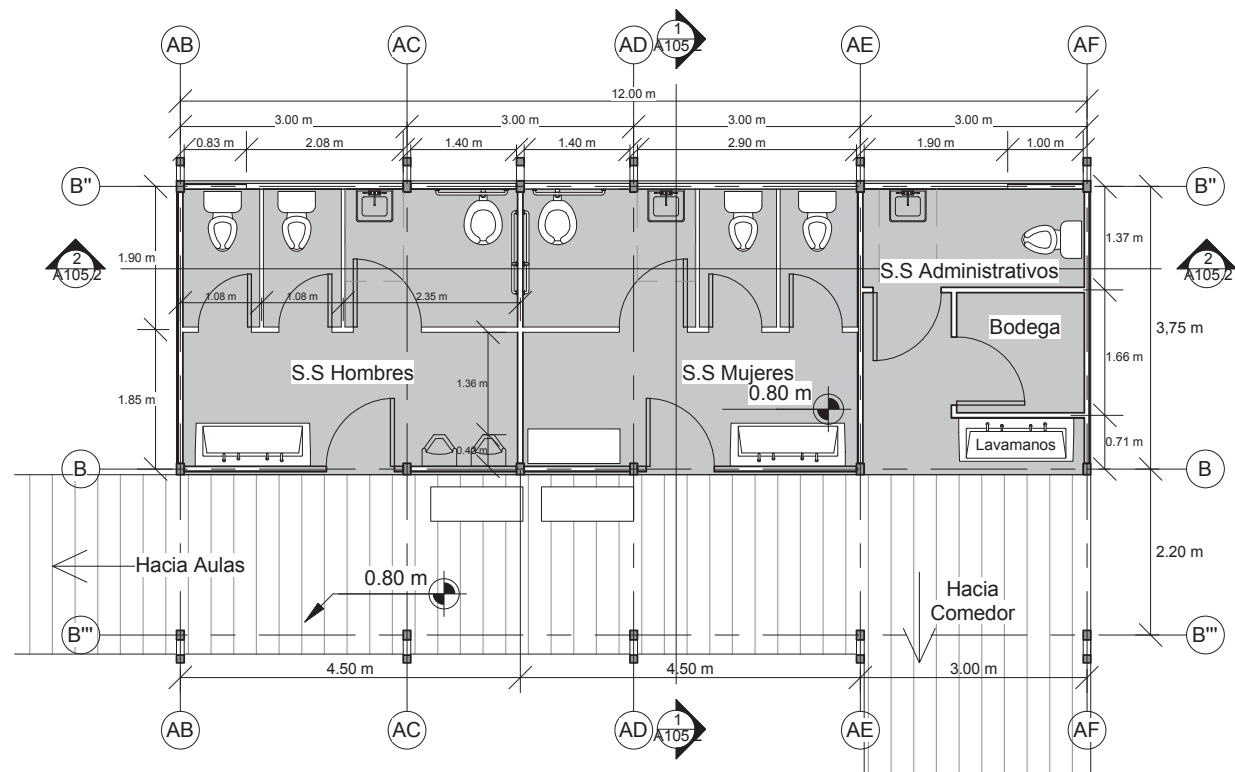 AB
AC
AD
1
A105.2
AE
AF
12.00 m
3.00 m
3.00 m
3.00 m
3.00 m
0.83 m
2.08 m
1.40 m
1.40 m
2.90 m
1.90 m
1.00 m
B"
B"
1.37 m
2
A105.2
1.90 m
S.S Administrativos
2
A105.2
1.08 m
1.08 m
2.35 m
Bodega
3,75 m
1.66 m
S.S Hombres
1.36 m
S.S Mujeres
0.80 m
1.85 m
Lavamanos
0.71 m
B
B
Hacia Aulas
0.80 m
Hacia
Comedor
2.20 m
B'"
B'"
4.50 m
4.50 m
3.00 m
AB
AC
AD
1
A105.2
AE
AF